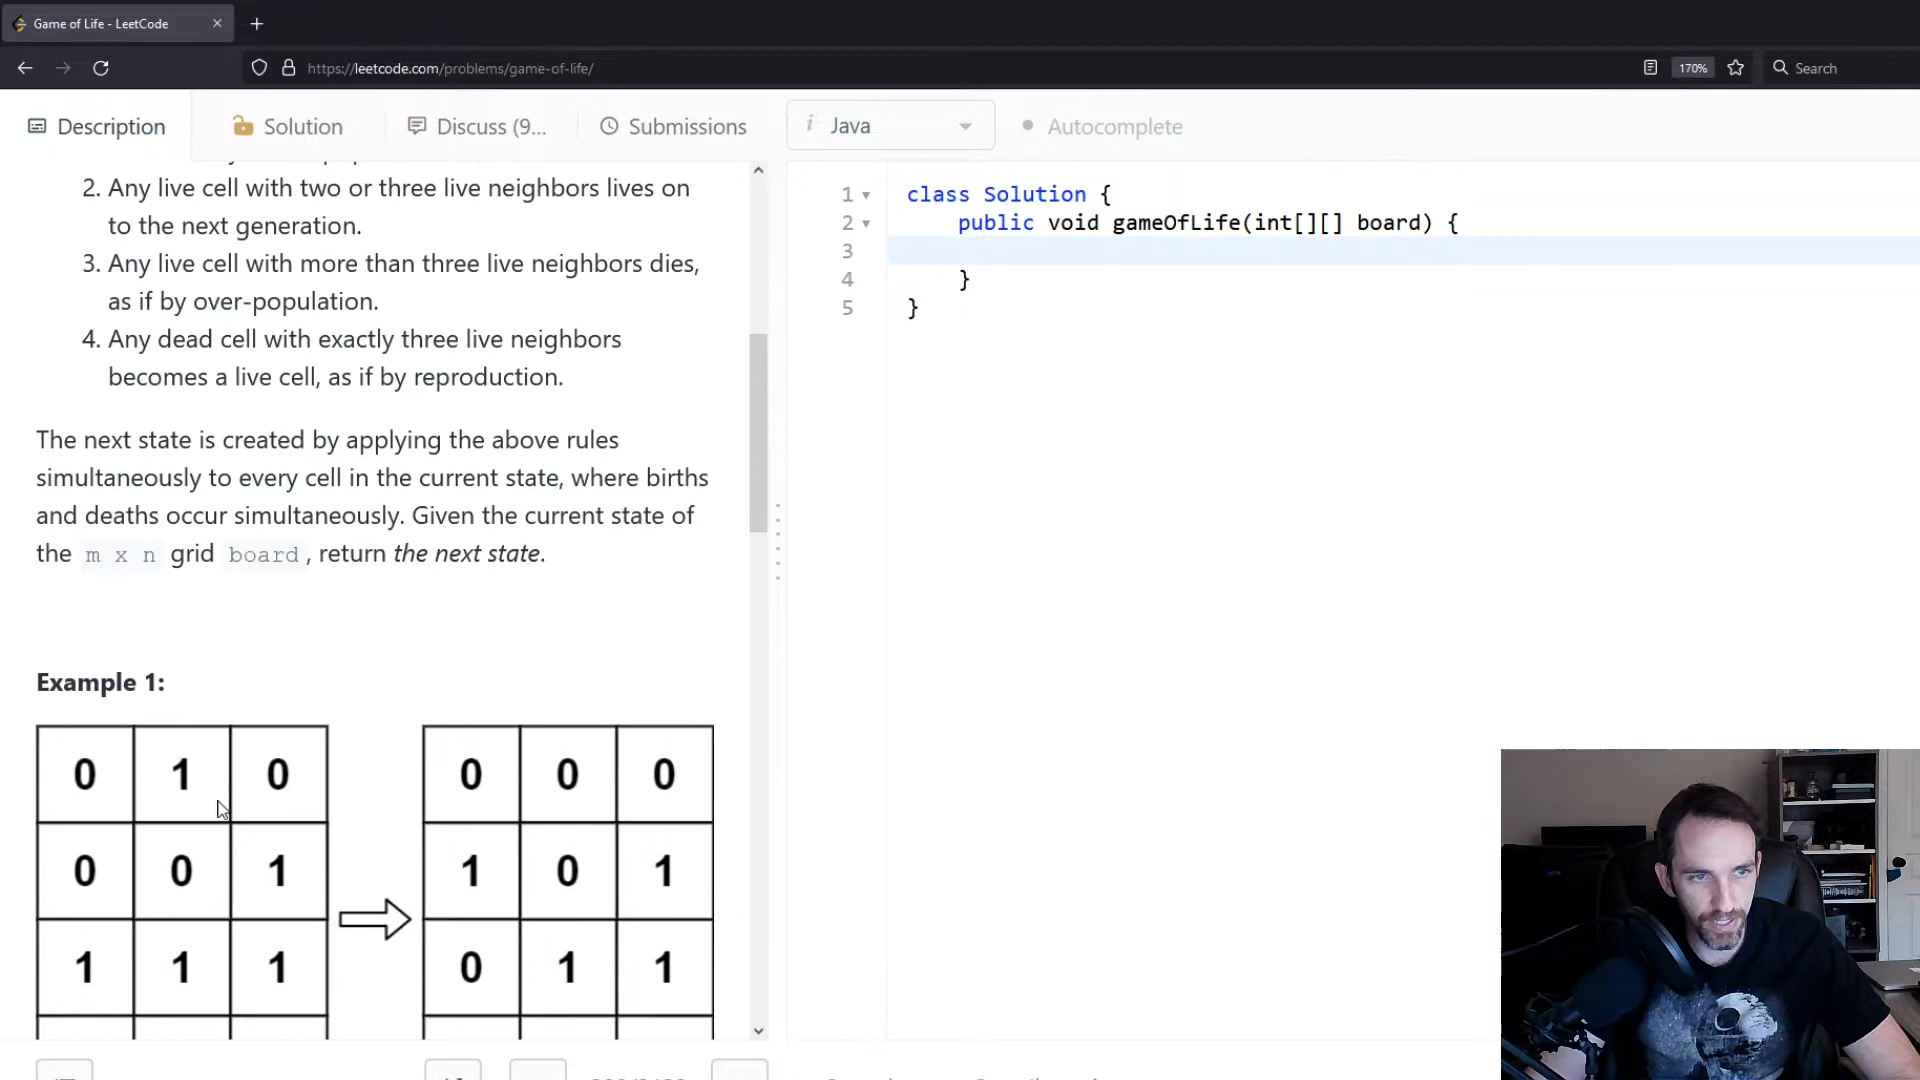 Game of Life - LeetCode
https://leetcode.com/problems/game-of-life/
170%
Search
Description
Solution
Discuss (9...
Submissions
Java
Autocomplete
2. Any live cell with two or three live neighbors lives on
to the next generation.
3. Any live cell with more than three live neighbors dies,
as if by over-population.
4. Any dead cell with exactly three live neighbors
becomes a live cell, as if by reproduction.
The next state is created by applying the above rules
simultaneously to every cell in the current state, where births
and deaths occur simultaneously. Given the current state of
the m x n grid board, return the next state.
Example 1:
0 1 0
0 0 1
1 1 1
0 0 0
1 0 1
0 1 1
1 class Solution {
2 public void gameOfLife(int[][] board) {
3
4 }
5 }